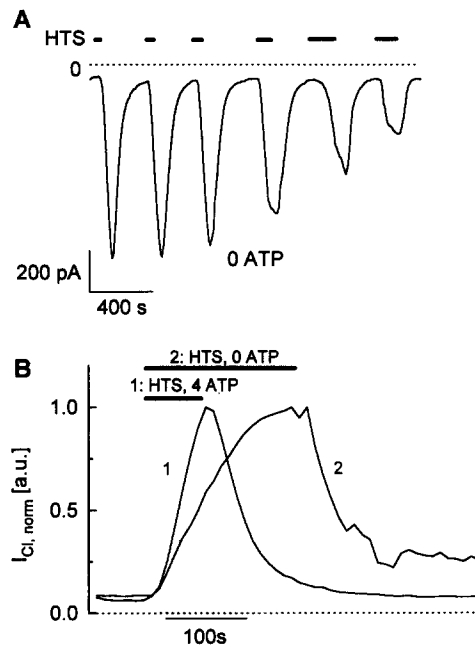 A
HTS
0
0 ATP
200 pA
400 s
B
2: HTS, 0 ATP
1: HTS, 4 ATP
1.0
1
2
0.5
0.0
I Cl, norm [a.u.]
100s